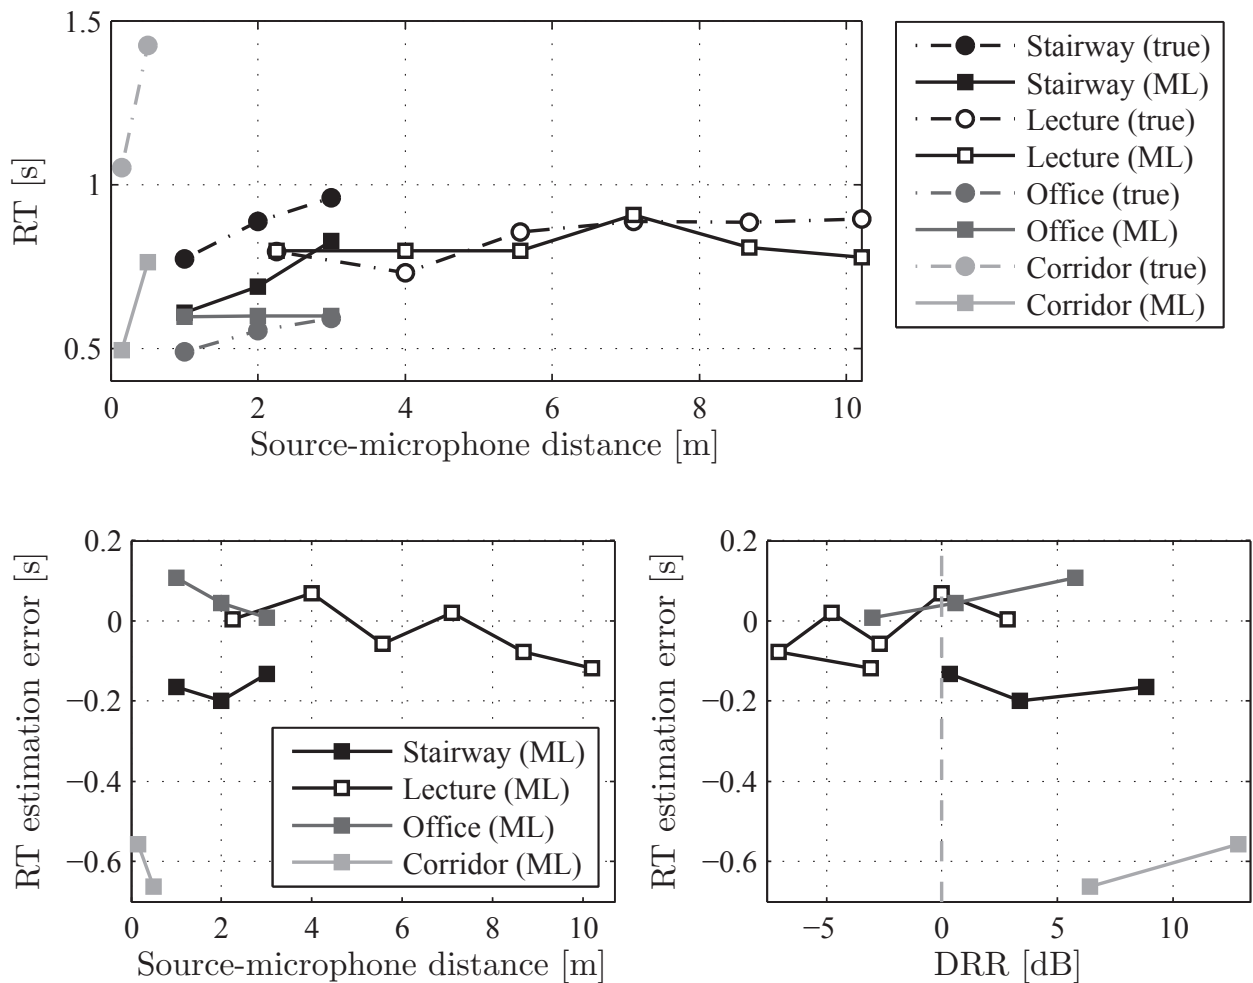 1.5
1
0.5
RT [s]
0 2 4 6 8 10
Source-microphone distance [m]
Stairway (true)
Stairway (ML)
Lecture (true)
Lecture (ML)
Office (true)
Office (ML)
Corridor (true)
Corridor (ML)
0.2
0
−0.2
−0.4
−0.6
RT estimation error [s]
Stairway (ML)
Lecture (ML)
Office (ML)
Corridor (ML)
0 2 4 6 8 10
Source-microphone distance [m]
0.2
0
−0.2
−0.4
−0.6
RT estimation error [s]
−5 0 5 10
DRR [dB]